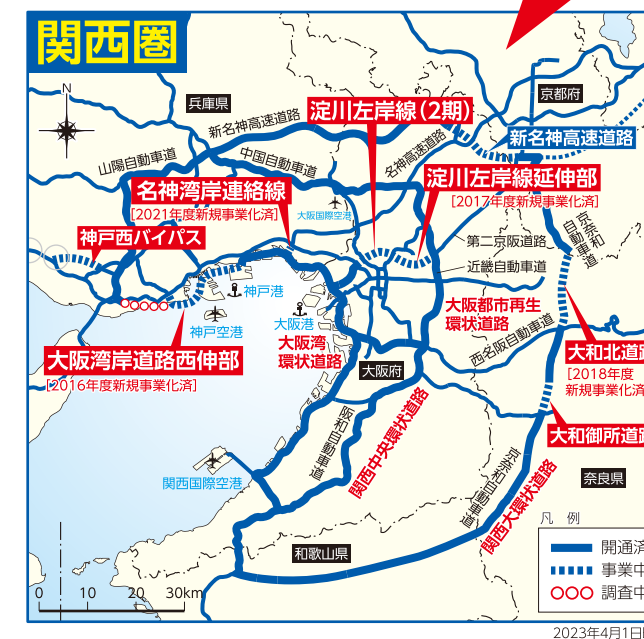 関西圏
N
兵庫県
京都府
淀川左岸線(2期)
新名神高速道路
名神高速道路
新名神高速道路
山陽自動車道
中国自動車道
名神湾岸連絡線
[2021年度新規事業化済]
大阪国際空港
淀川左岸線延伸部
[2017年度新規事業化済]
神戸西バイパス
京奈和
自動車道
第二京阪道路
近畿自動車道
神戸港
神戸空港
大阪港
大阪都市再生
環状道路
大阪湾
環状道路
西名阪自動車道
大阪湾岸道路西伸部
[2016年度新規事業化済]
大阪府
大和北道路
[2018年度
新規事業化済
阪和自動車道
関西中央環状道路
大和御所道路
京奈和自動車道
関西大環状道路
関西国際空港
奈良県
和歌山県
凡 例
開通済
事業中
調査中
0 10 20 30km
2023年4月1日